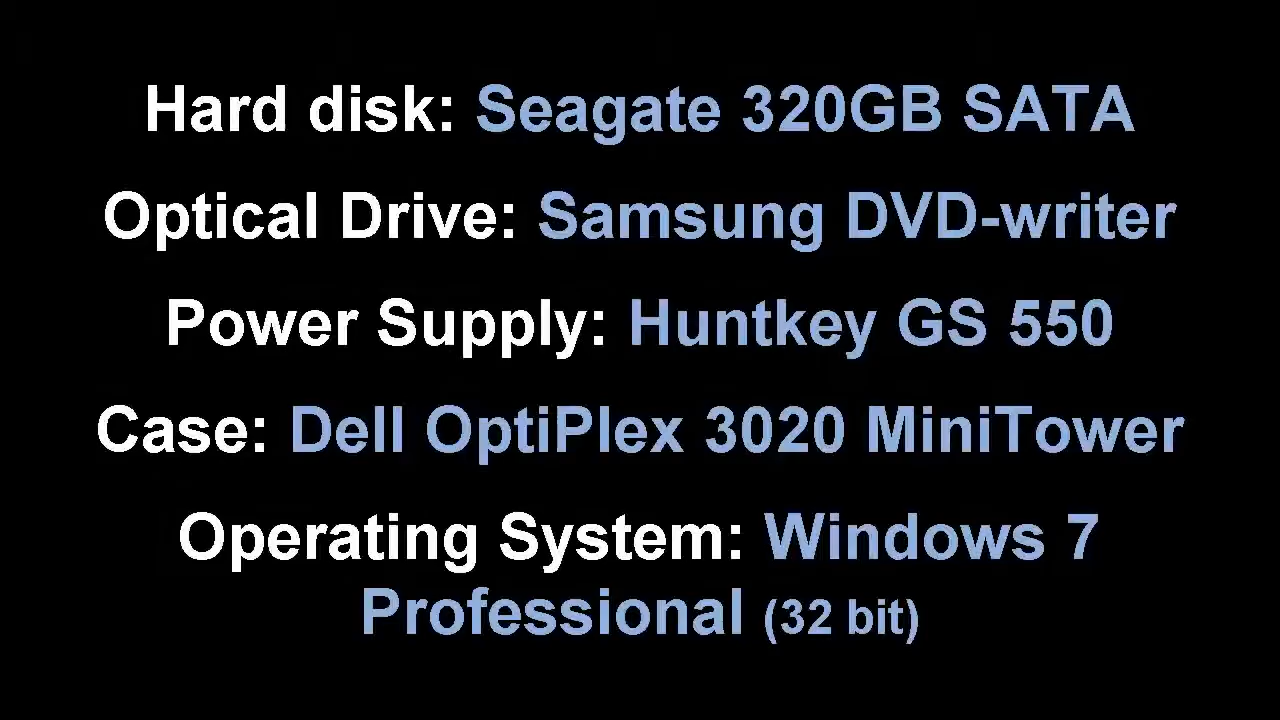 Hard disk: Seagate 320GB SATA
Optical Drive: Samsung DVD-writer
Power Supply: Huntkey GS 550
Case: Dell OptiPlex 3020 MiniTower
Operating System: Windows 7
Professional (32 bit)